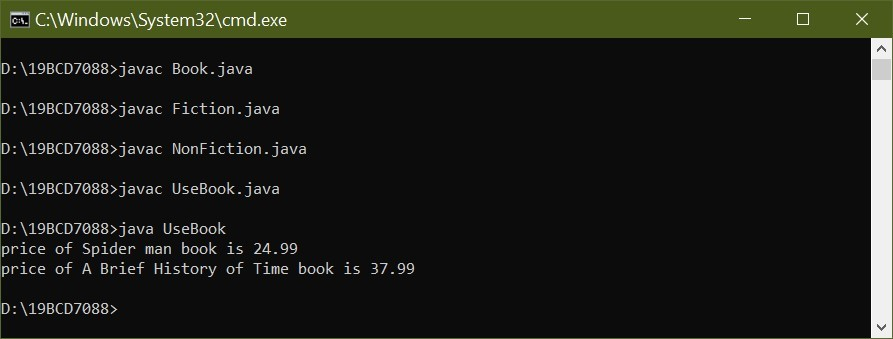 C:\Windows\System32\cmd.exe
D:\19BCD7088>javac Book.java
D:\19BCD7088>javac Fiction.java
D:\19BCD7088>javac NonFiction.java
D:\19BCD7088>javac UseBook.java
D:\19BCD7088>java UseBook
price of Spider man book is 24.99
price of A Brief History of Time book is 37.99
D:\19BCD7088>